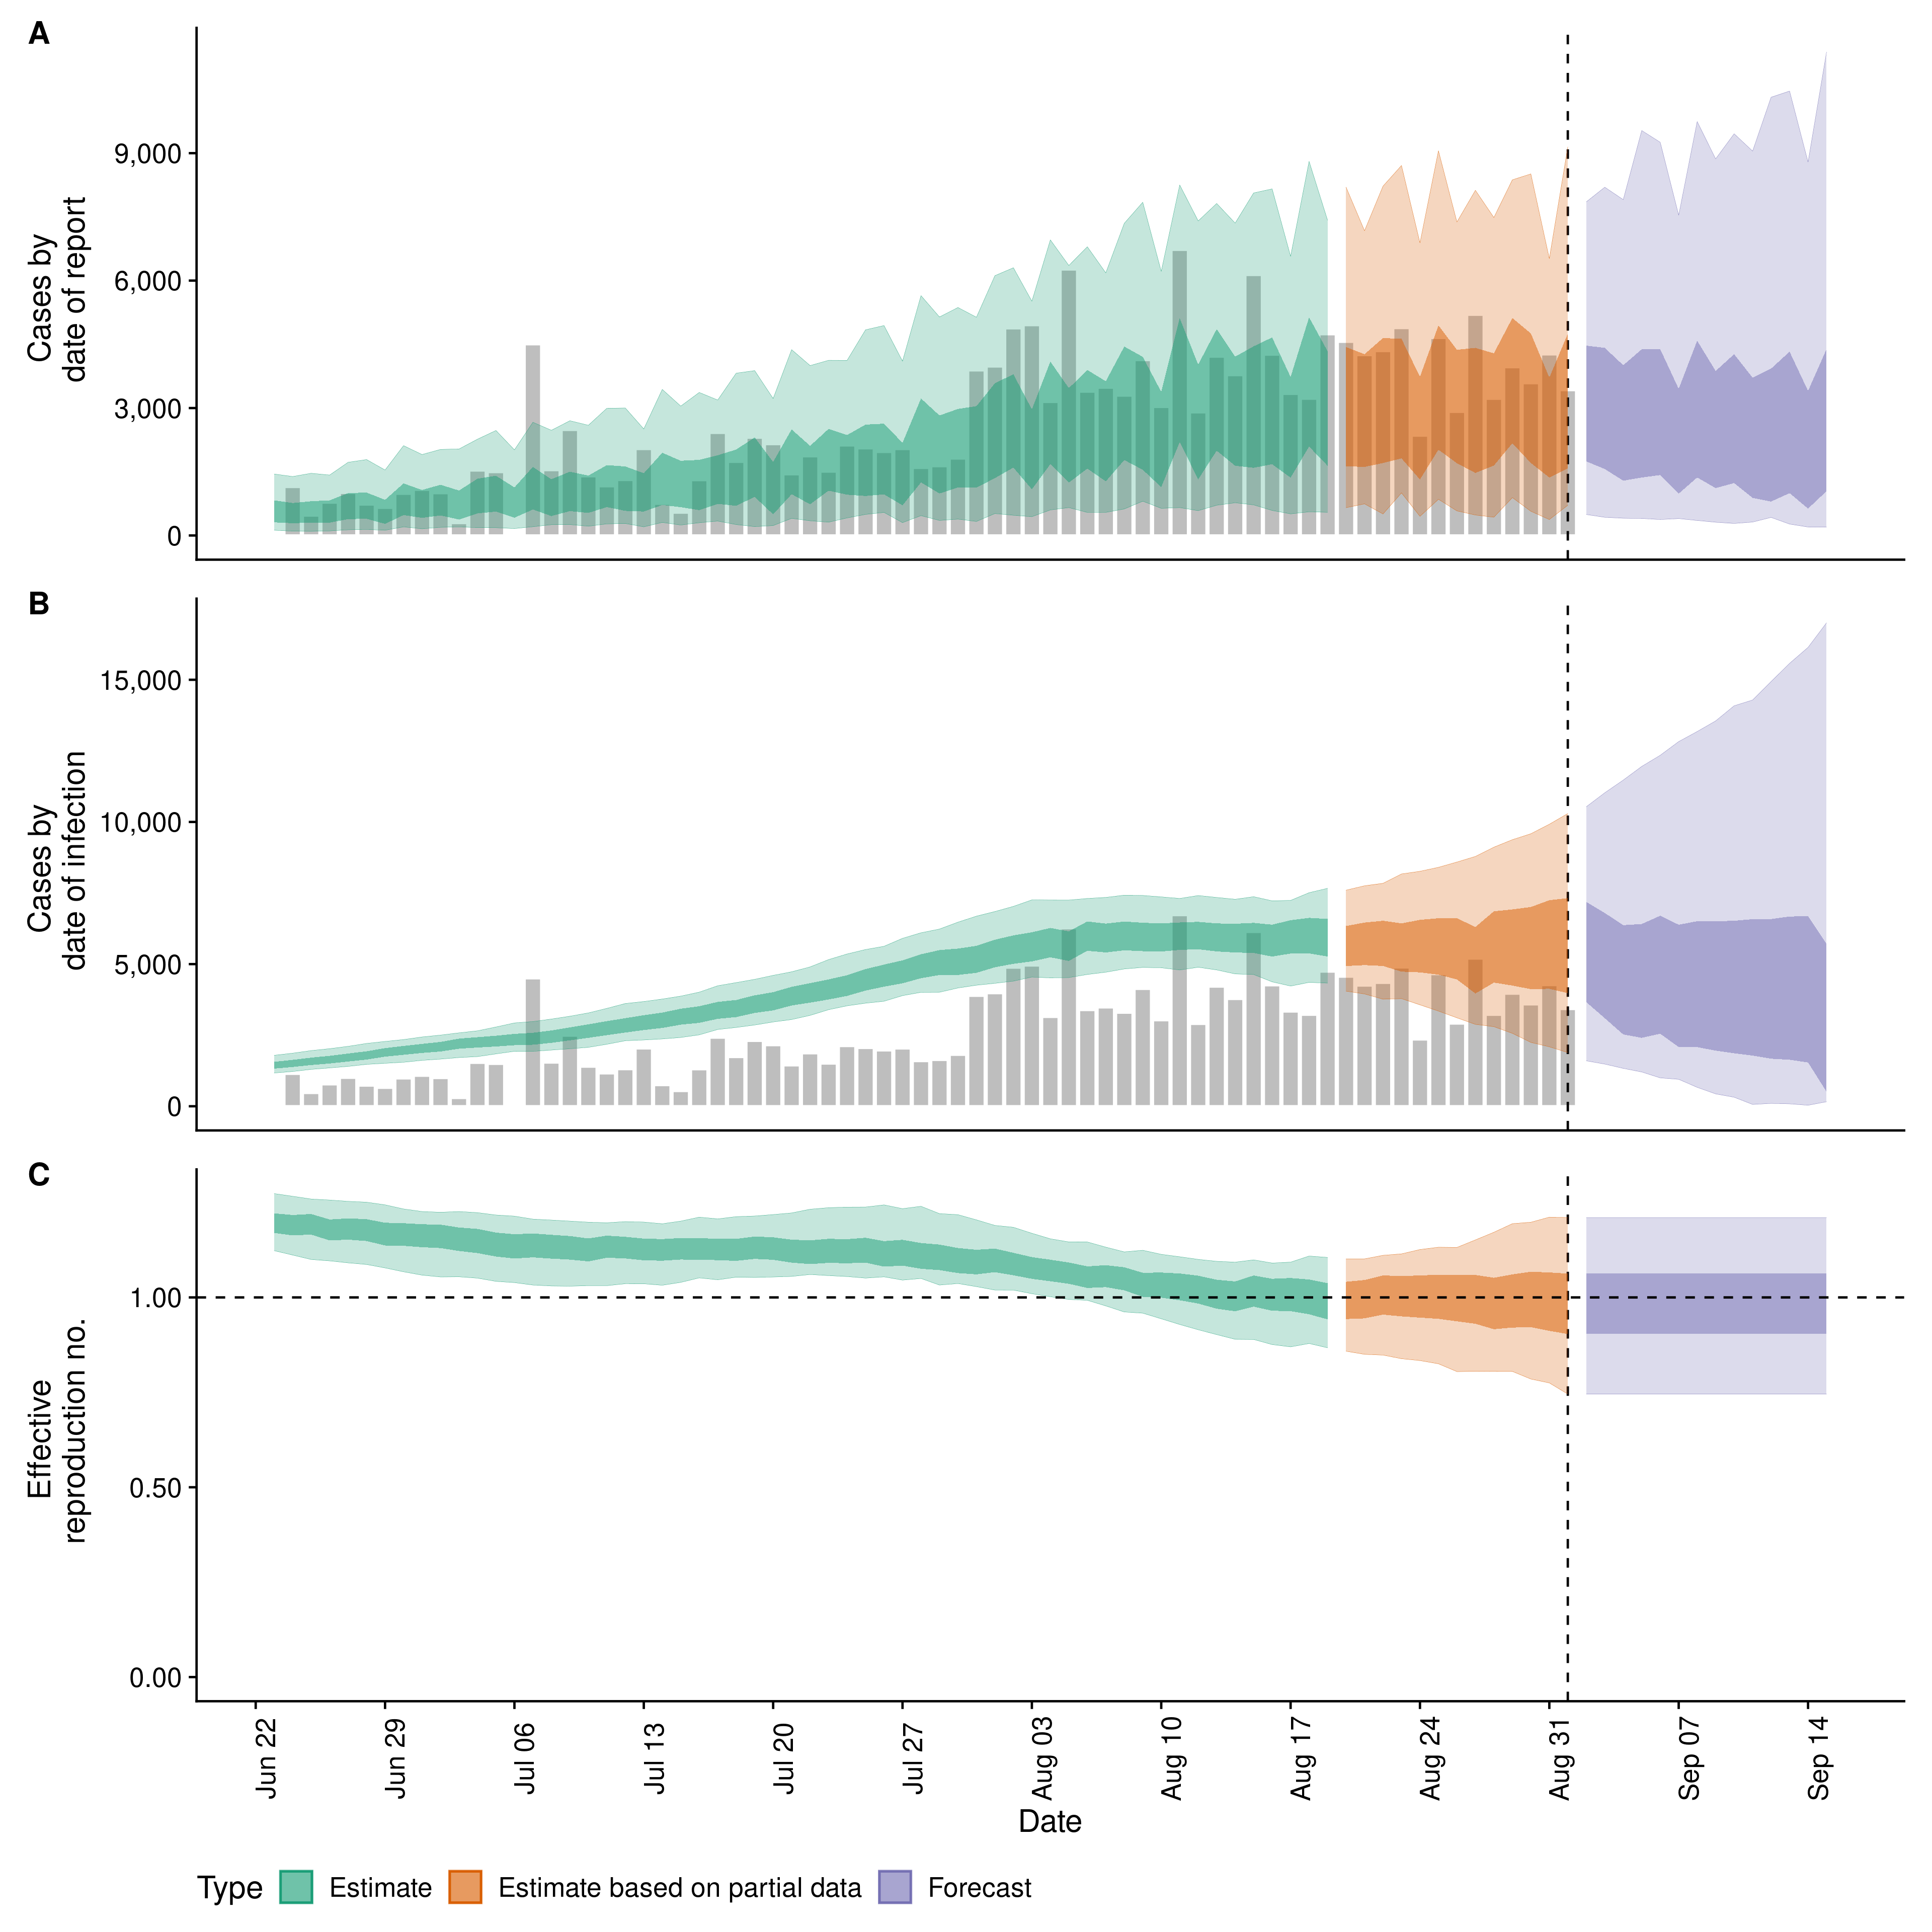 A
Cases by
date of report
9,000
6,000
3,000
0
B
Cases by
date of infection
15,000
10,000
5,000
0
C
Effective
reproduction no.
1.00
0.50
0.00
Jun 22
Jun 29
Jul 06
Jul 13
Jul 20
Jul 27
Aug 03
Aug 10
Aug 17
Aug 24
Aug 31
Sep 07
Sep 14
Date
Type Estimate Estimate based on partial data Forecast